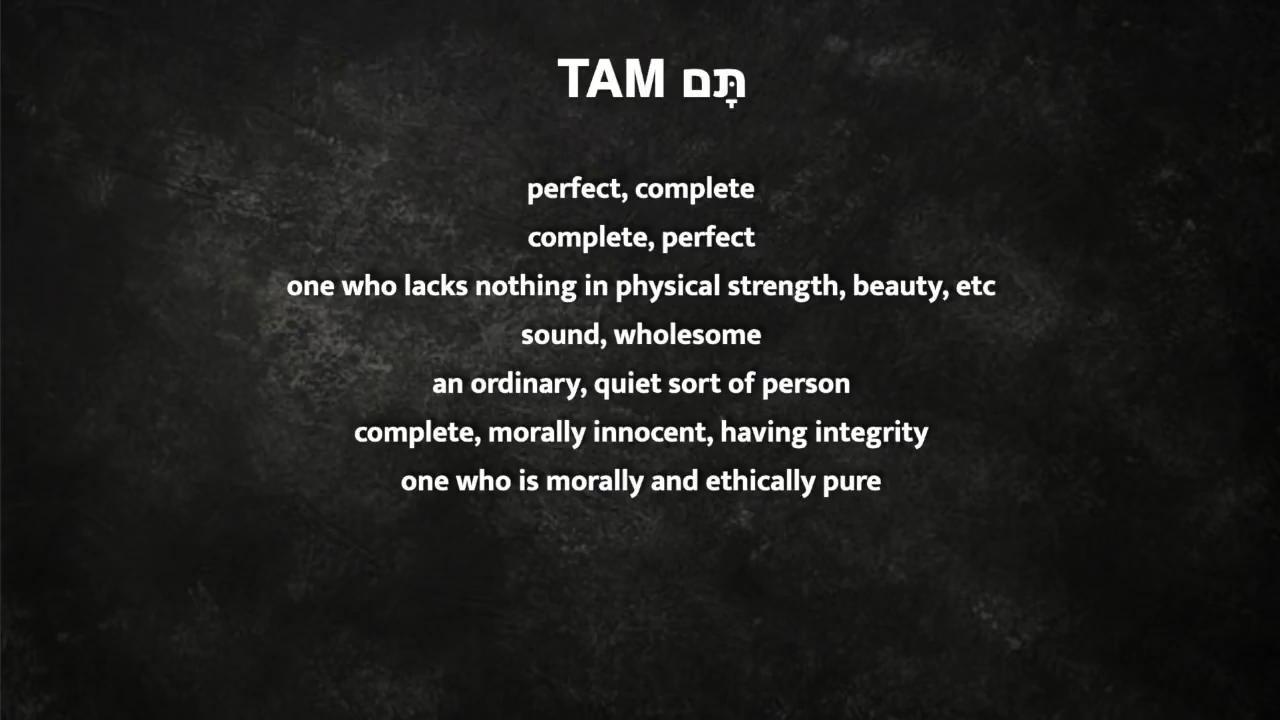 TAM תָּם
perfect, complete
complete, perfect
one who lacks nothing in physical strength, beauty, etc
sound, wholesome
an ordinary, quiet sort of person
complete, morally innocent, having integrity
one who is morally and ethically pure